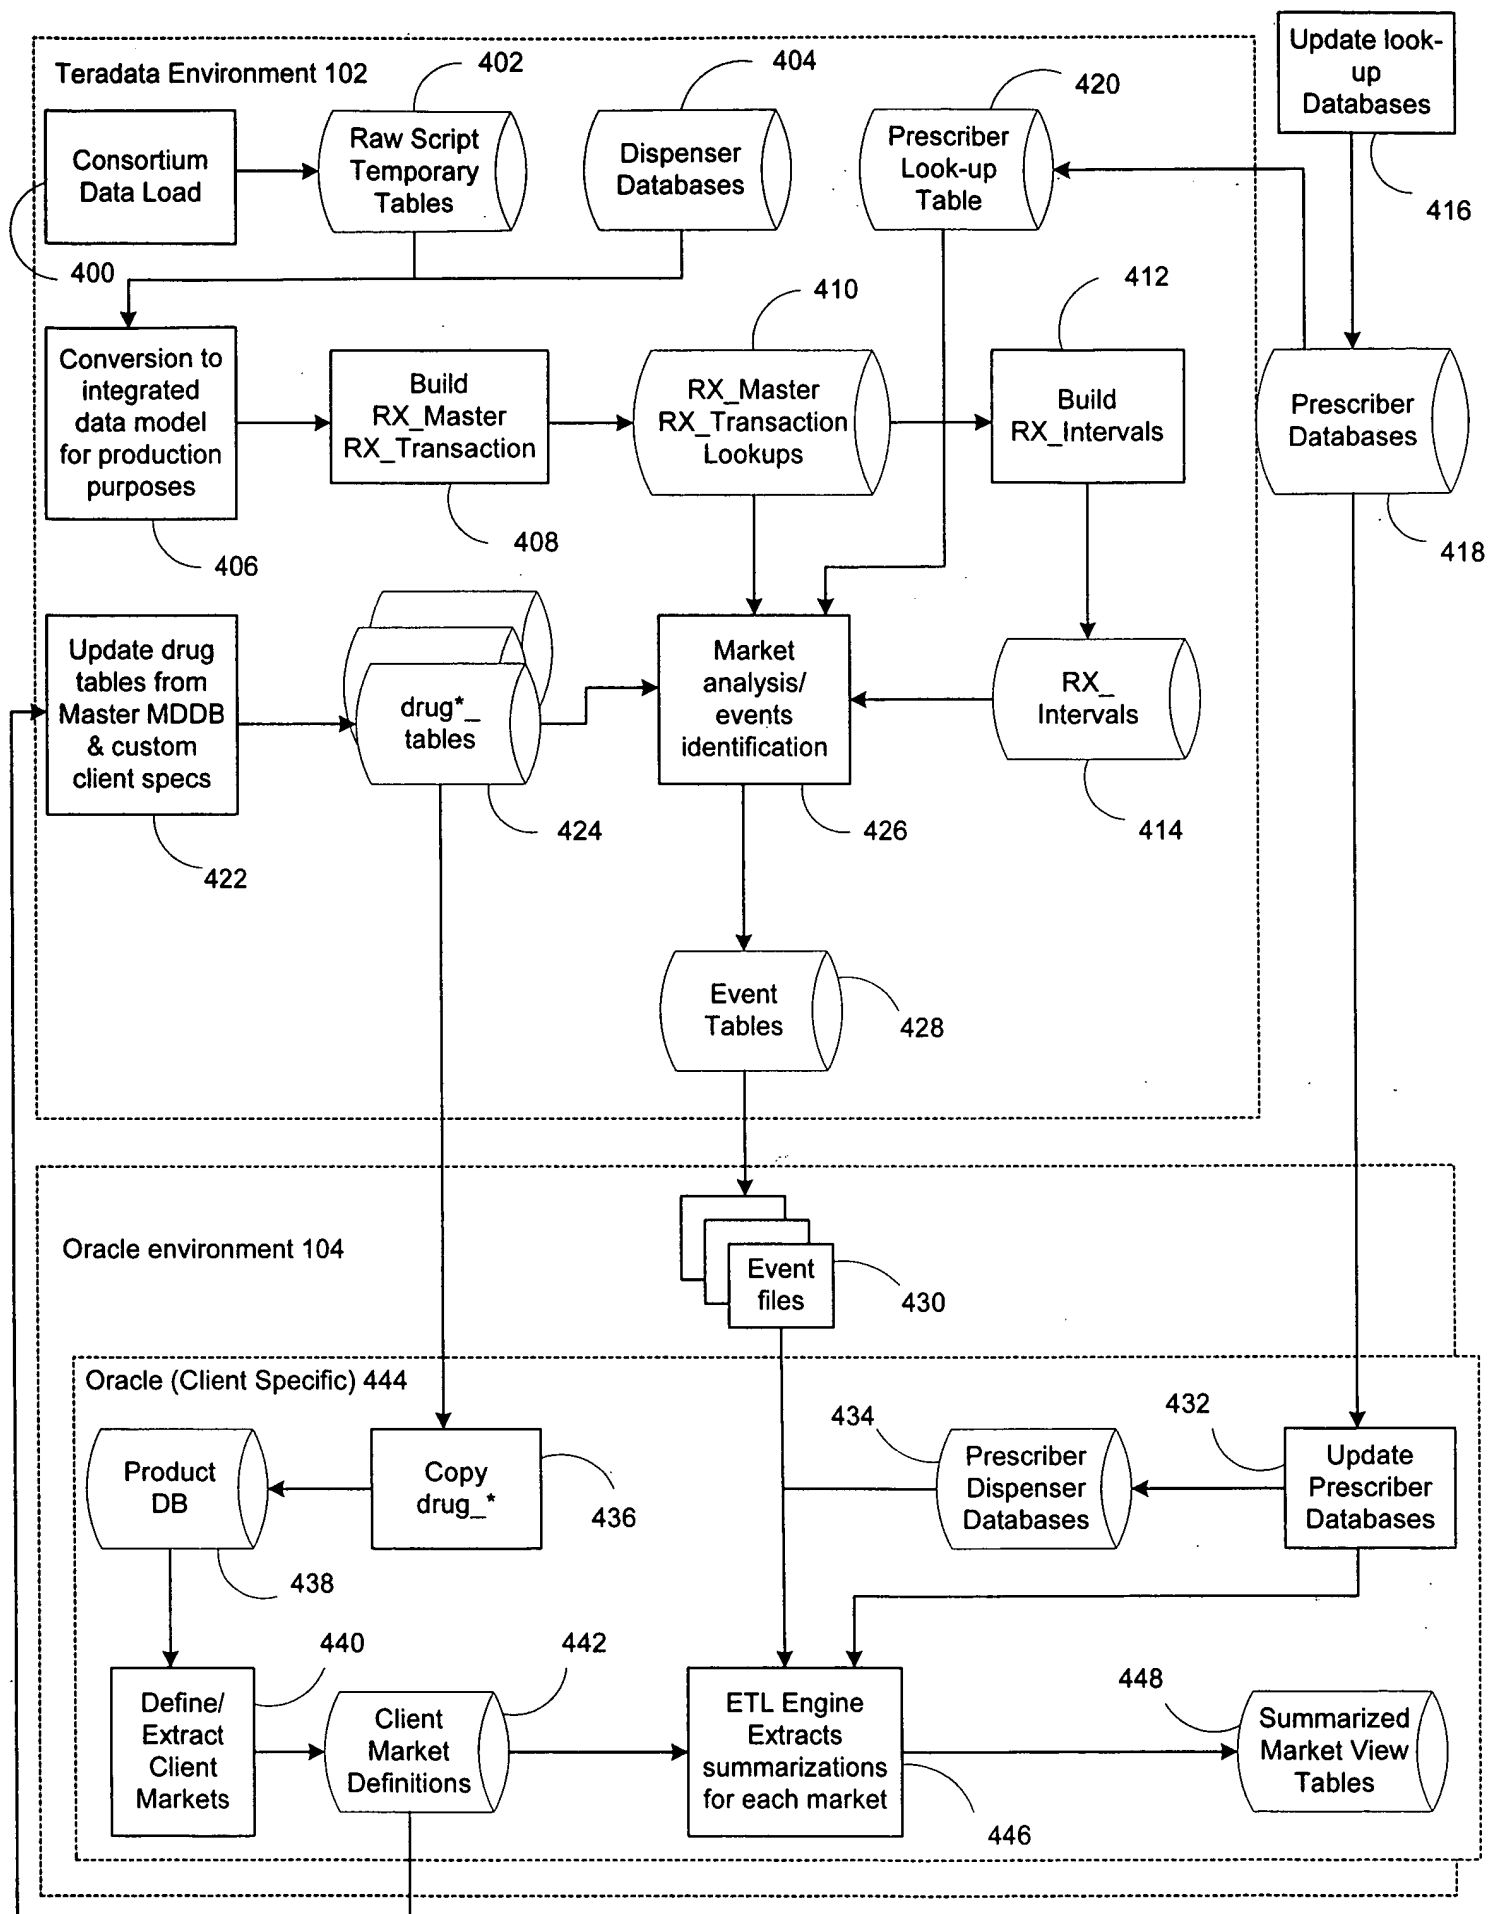 Update look-
up
Databases
416
Teradata Environment 102
402
404
420
Consortium
Data Load
400
Raw Script
Temporary
Tables
Dispenser
Databases
Prescriber
Look-up
Table
410
412
Conversion to
integrated
data model
for production
purposes
406
Build
RX_Master
RX_Transaction
408
RX_Master
RX_Transaction
Lookups
Build
RX_Intervals
Prescriber
Databases
418
Update drug
tables from
Master MDDB
& custom
client specs
422
drug*_
tables
424
Market
analysis/
events
identification
426
RX_
Intervals
414
Event
Tables
428
Oracle environment 104
Event
files
430
Oracle (Client Specific) 444
434
432
Product
DB
438
Copy
drug_*
436
Prescriber
Dispenser
Databases
Update
Prescriber
Databases
440
442
448
Define/
Extract
Client
Markets
Client
Market
Definitions
ETL Engine
Extracts
summarizations
for each market
446
Summarized
Market View
Tables